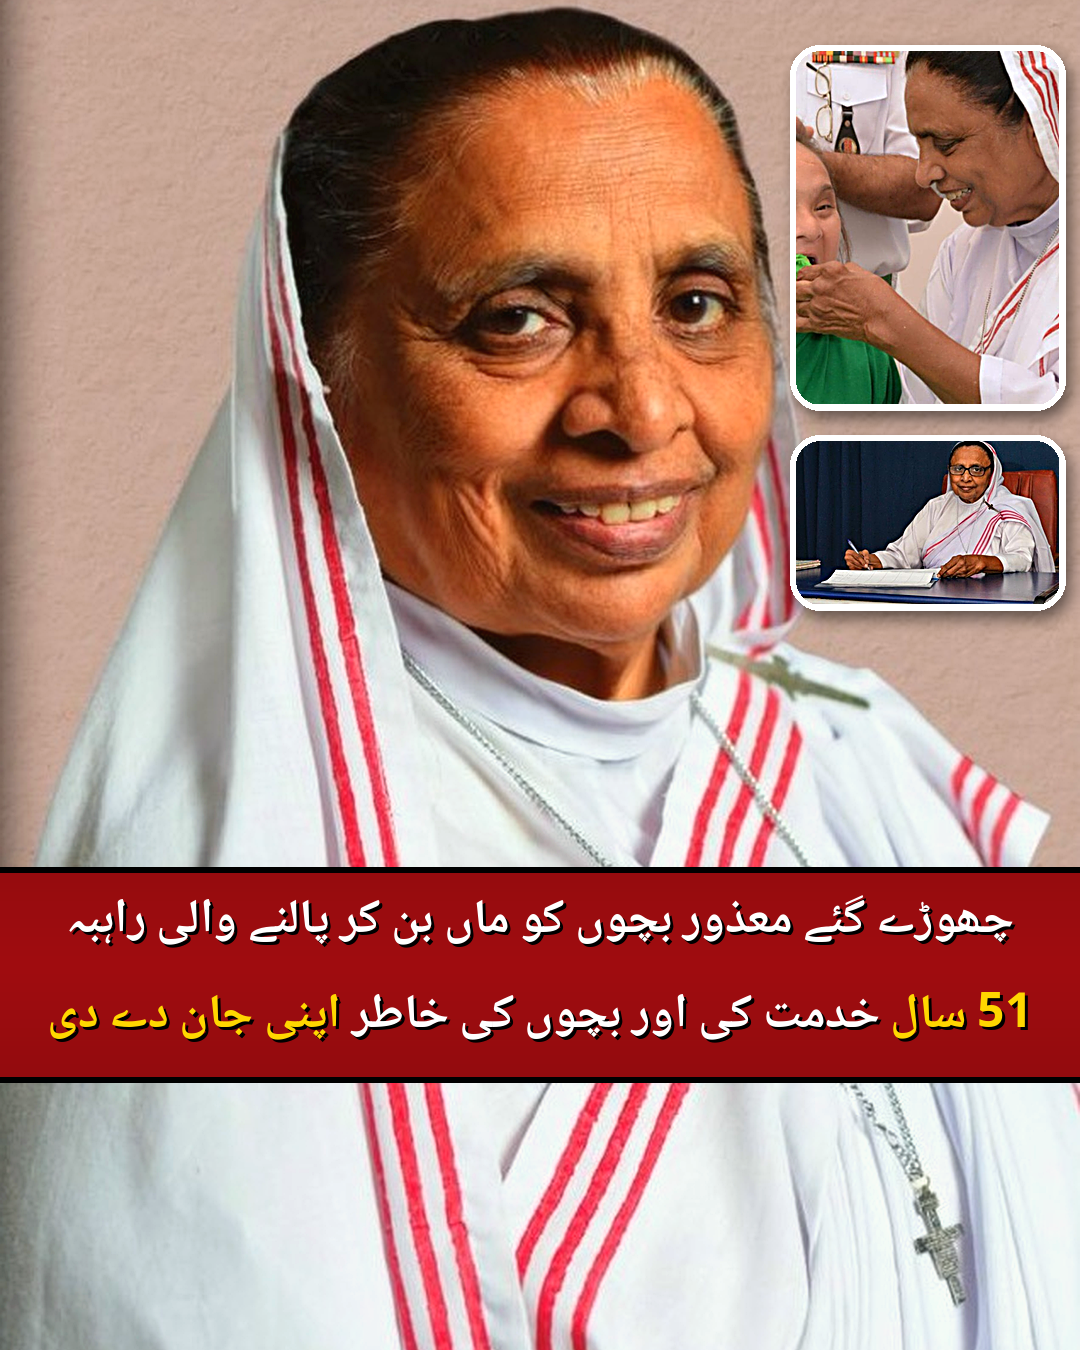 چھوڑے گئے معذور بچوں کو ماں بن کر پالنے والی راہبہ
51 سال خدمت کی اور بچوں کی خاطر اپنی جان دے دی